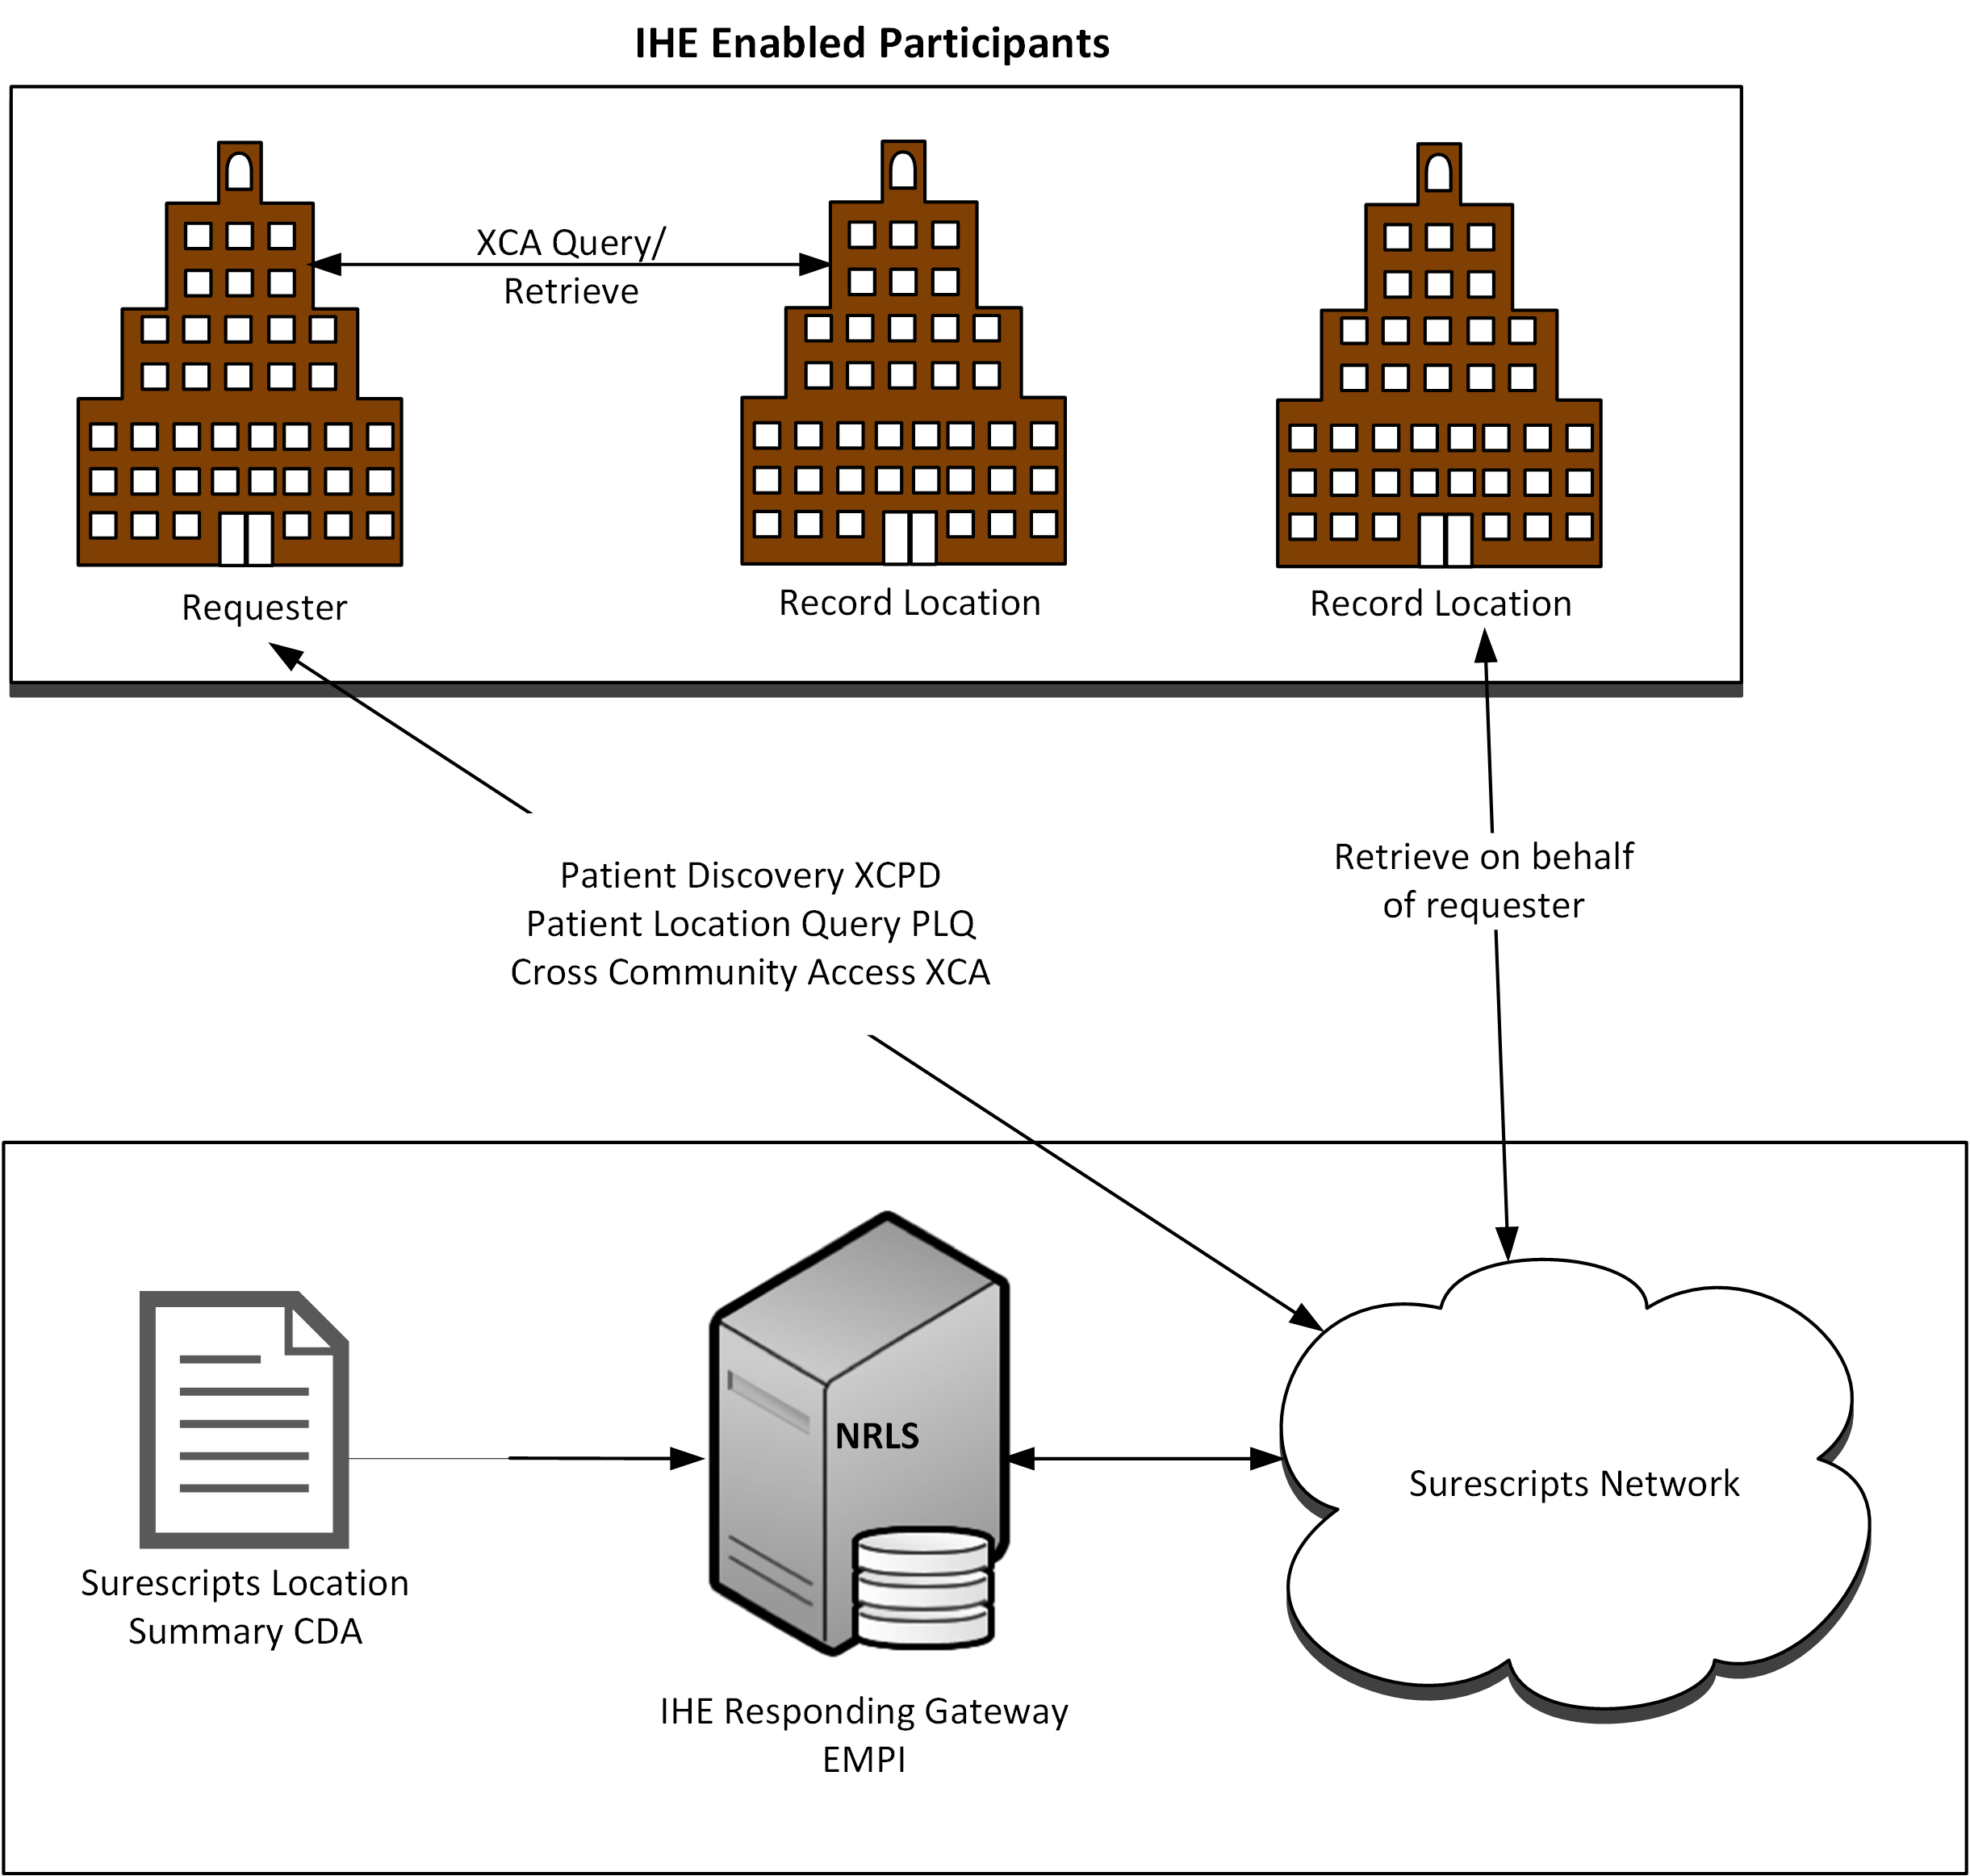 IHE Enabled Participants
XCA Query/
Retrieve
Requester
Record Location
Record Location
Patient Discovery XCPD
Patient Location Query PLQ
Cross Community Access XCA
Retrieve on behalf
of requester
NRLS
Surescripts Network
Surescripts Location
Summary CDA
IHE Responding Gateway
EMPI